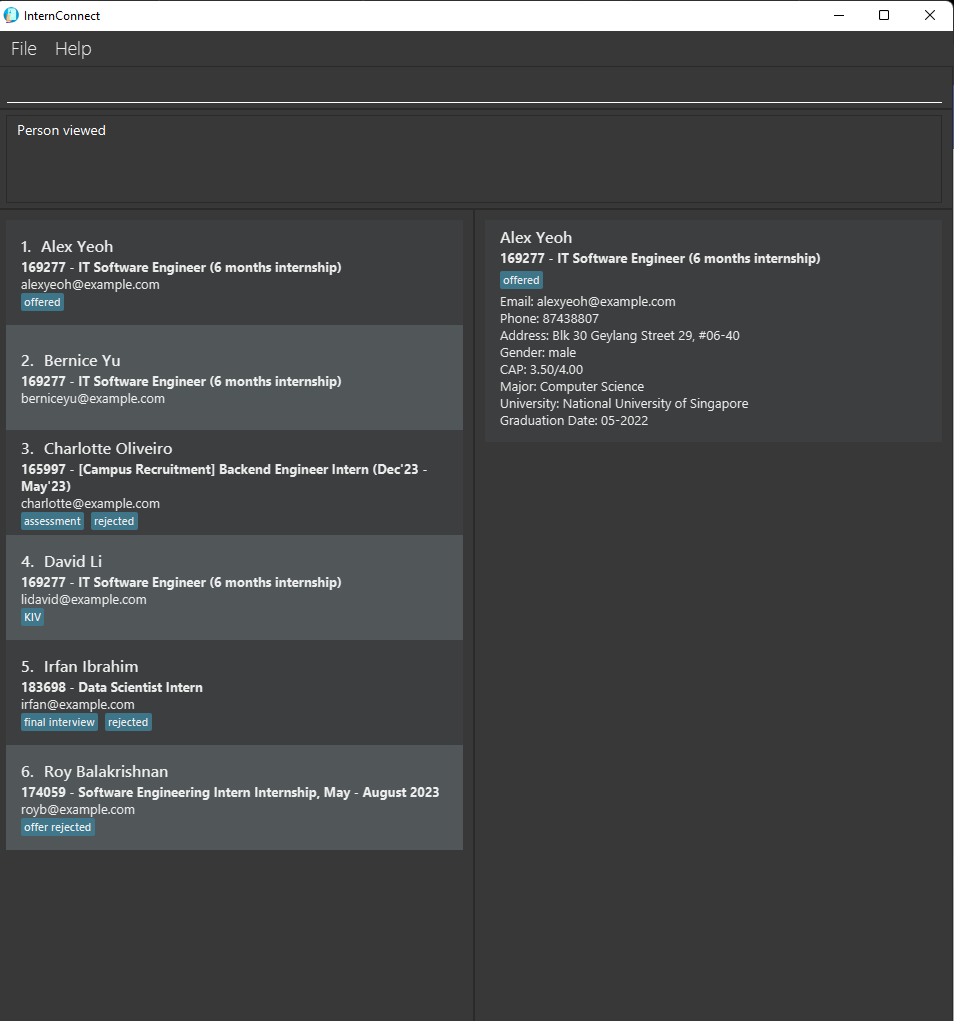 InternConnect
File Help
Person viewed
1. Alex Yeoh
169277 - IT Software Engineer (6 months internship)
alexyeoh@example.com
offered
2. Bernice Yu
169277 - IT Software Engineer (6 months internship)
berniceyu@example.com
3. Charlotte Oliveiro
165997 - [Campus Recruitment] Backend Engineer Intern (Dec'23 -
May'23)
charlotte@example.com
assessment rejected
4. David Li
169277 - IT Software Engineer (6 months internship)
lidavid@example.com
KIV
5. Irfan Ibrahim
183698 - Data Scientist Intern
irfan@example.com
final interview rejected
6. Roy Balakrishnan
174059 - Software Engineering Intern Internship, May - August 2023
royb@example.com
offer rejected
Alex Yeoh
169277 - IT Software Engineer (6 months internship)
offered
Email: alexyeoh@example.com
Phone: 87438807
Address: Blk 30 Geylang Street 29, #06-40
Gender: male
CAP: 3.50/4.00
Major: Computer Science
University: National University of Singapore
Graduation Date: 05-2022